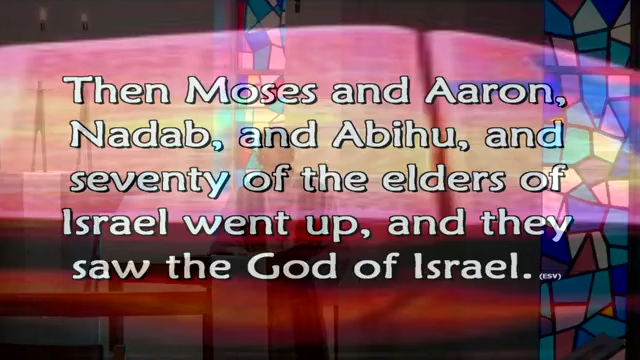 Then Moses and Aaron,
Nadab, and Abihu, and
seventy of the elders of
Israel went up, and they
saw the God of Israel. (ESV)